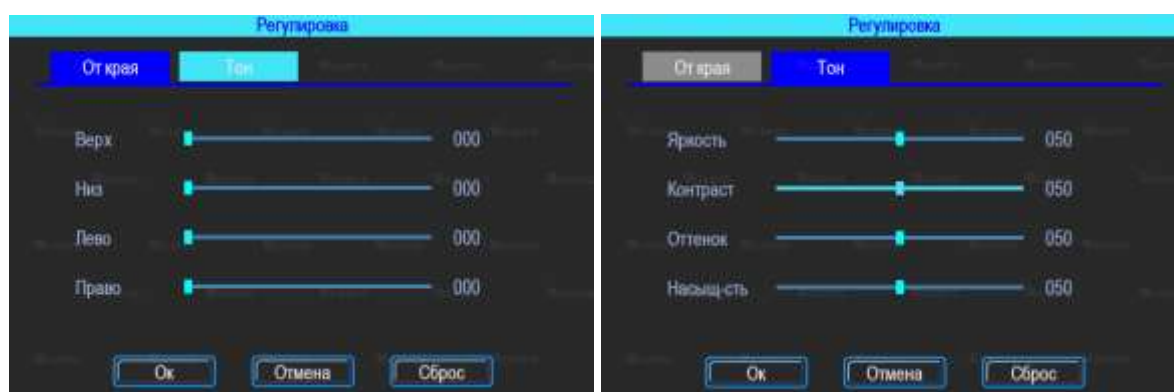 Регулировка
От края Тон
Верх 000
Низ 000
Лево 000
Право 000
Ок Отмена Сброс
Регулировка
От края Тон
Яркость 050
Контраст 050
Оттенок 050
Насыщ-сть 050
Ок Отмена Сброс